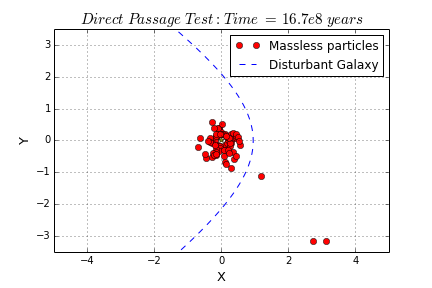 Direct Passage Test: Time = 16.7e8 years
Massless particles
Disturbant Galaxy
Y
3
2
1
0
−1
−2
−3
−4
−2
0
2
4
X